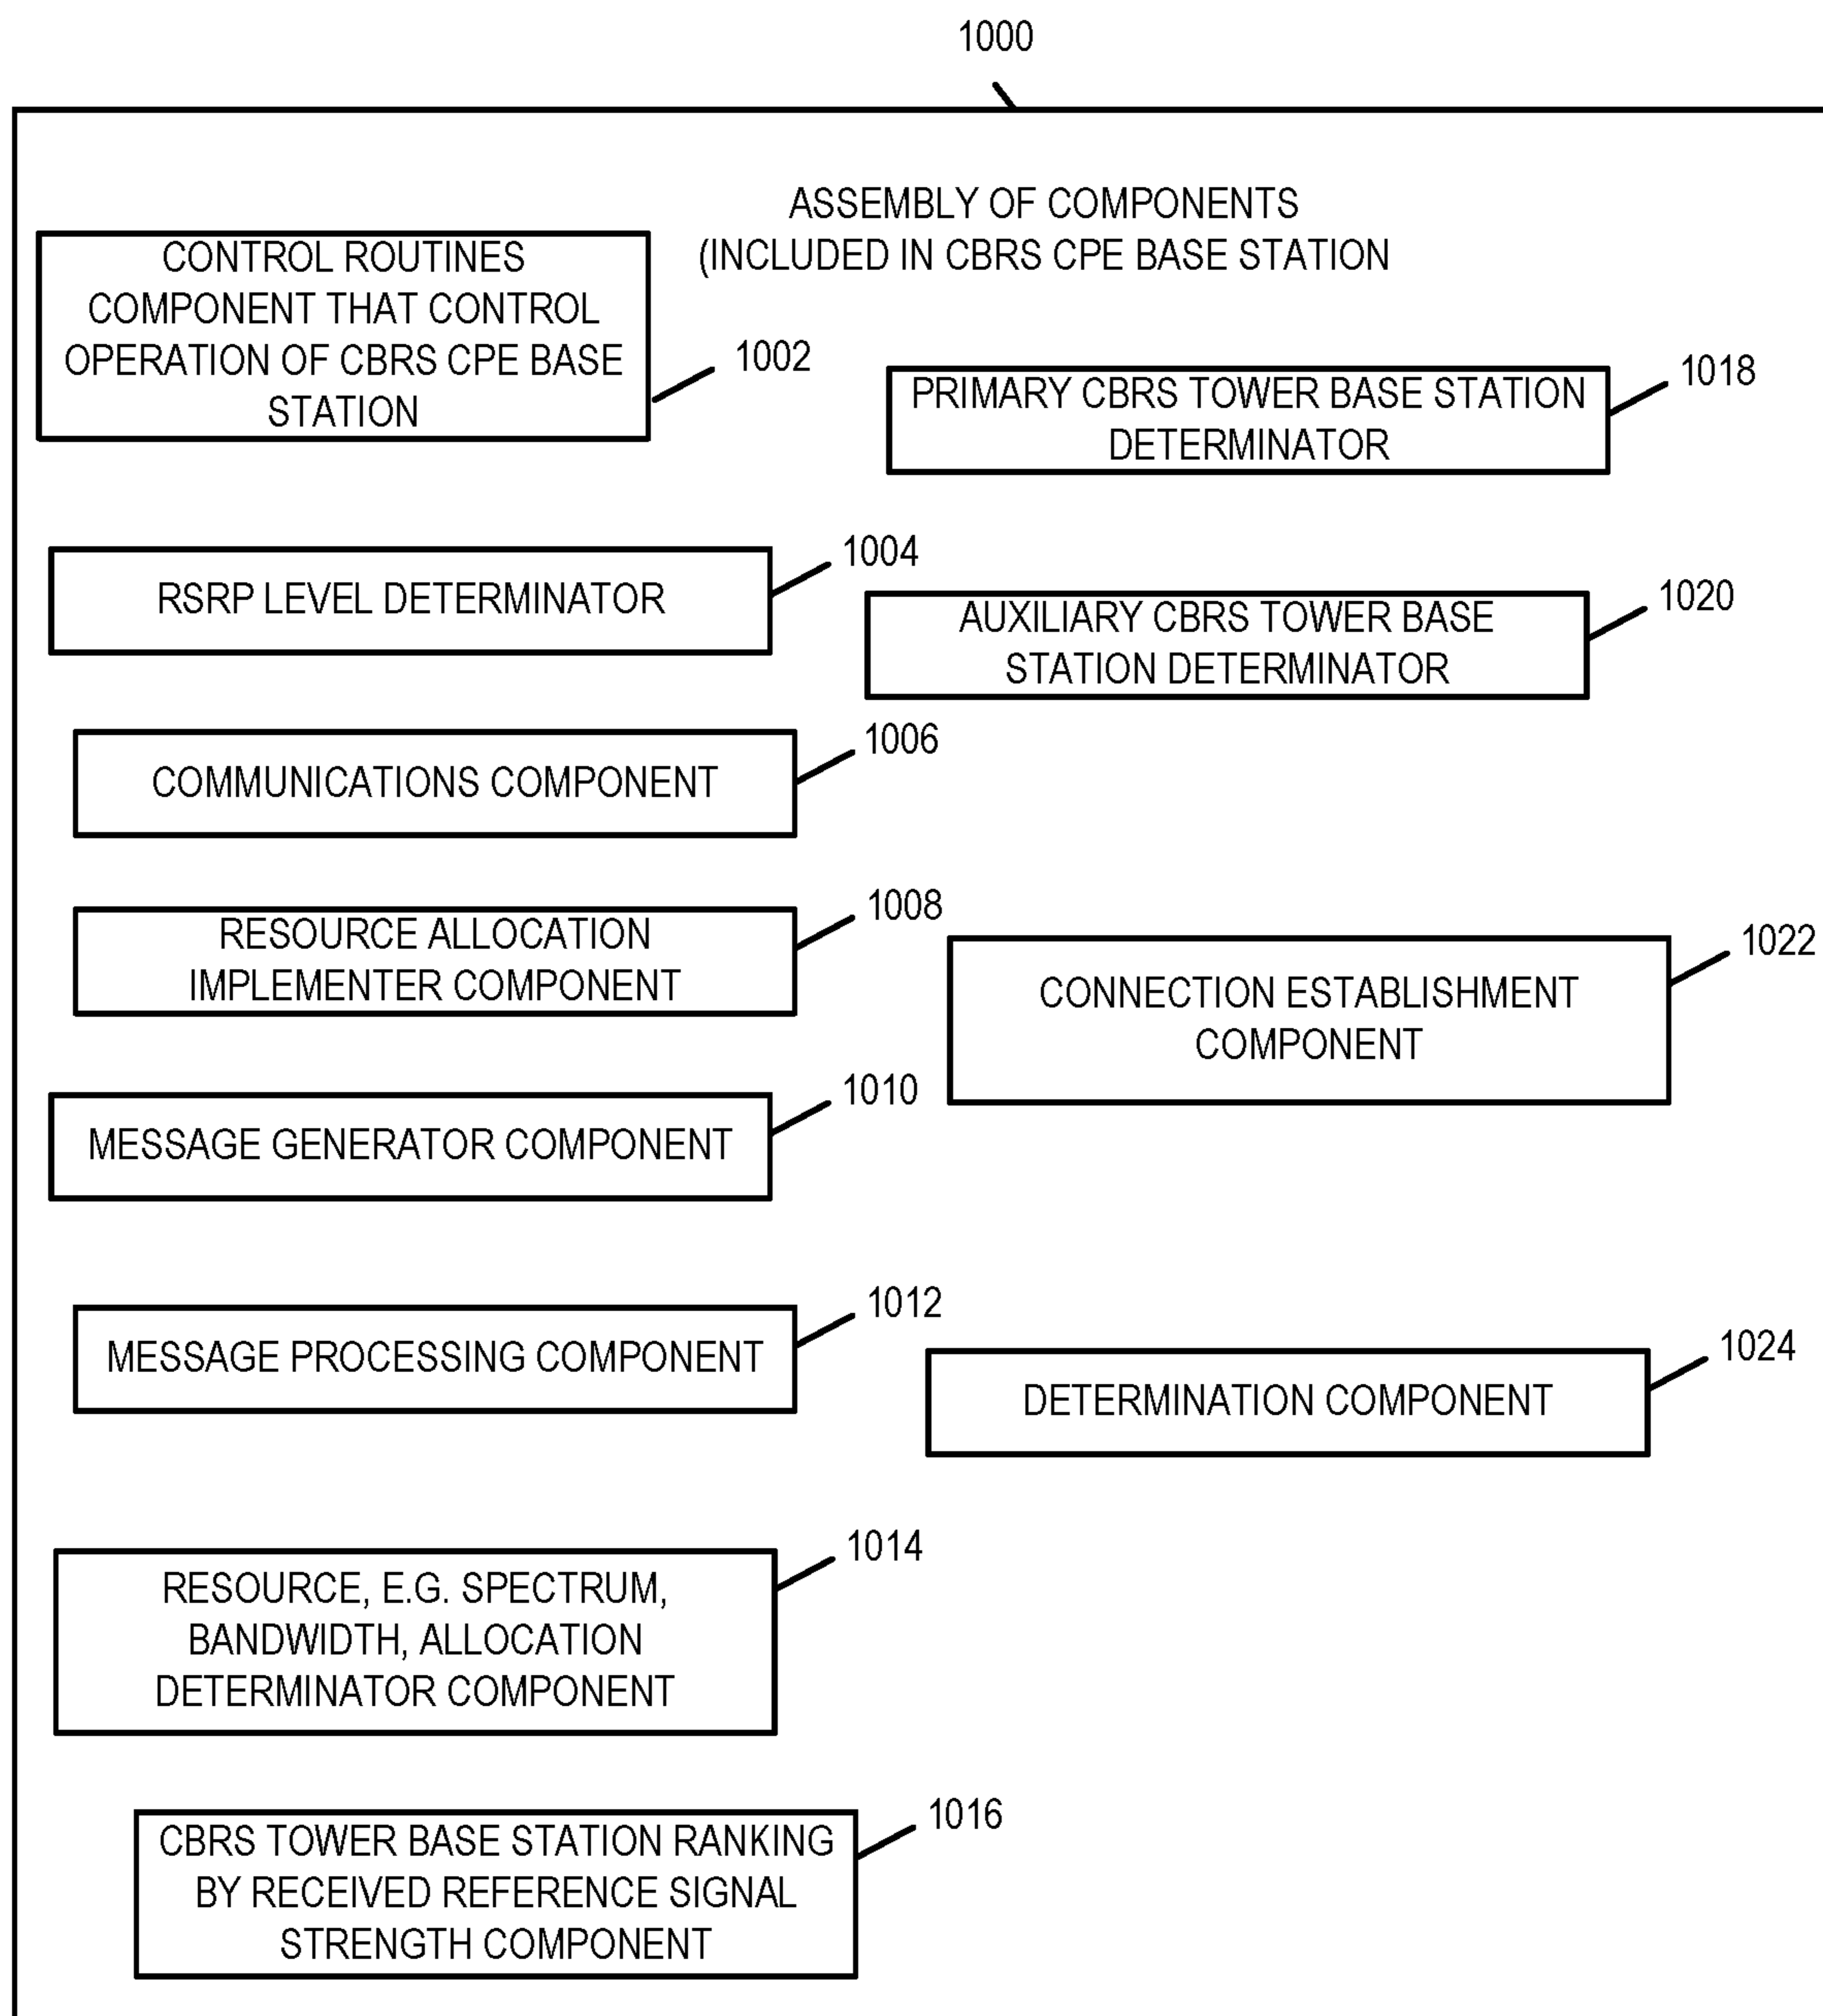 1000
ASSEMBLY OF COMPONENTS
(INCLUDED IN CBRS CPE BASE STATION
CONTROL ROUTINES
COMPONENT THAT CONTROL
OPERATION OF CBRS CPE BASE
STATION
1002
PRIMARY CBRS TOWER BASE STATION
DETERMINATOR
1018
RSRP LEVEL DETERMINATOR
1004
AUXILIARY CBRS TOWER BASE
STATION DETERMINATOR
1020
COMMUNICATIONS COMPONENT
1006
RESOURCE ALLOCATION
IMPLEMENTER COMPONENT
1008
CONNECTION ESTABLISHMENT
COMPONENT
1022
MESSAGE GENERATOR COMPONENT
1010
MESSAGE PROCESSING COMPONENT
1012
DETERMINATION COMPONENT
1024
RESOURCE, E.G. SPECTRUM,
BANDWIDTH, ALLOCATION
DETERMINATOR COMPONENT
1014
CBRS TOWER BASE STATION RANKING
BY RECEIVED REFERENCE SIGNAL
STRENGTH COMPONENT
1016